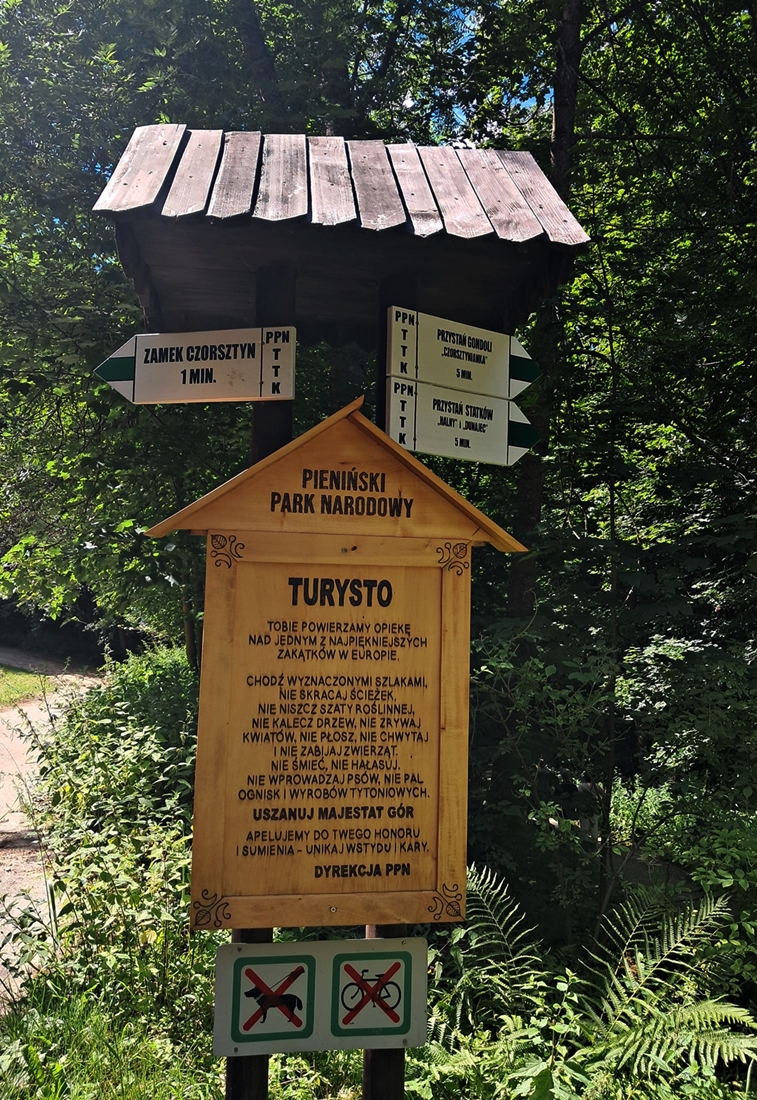 ZAMEK CZORSZTYN
1 MIN.
PPN
T
T
K
PPN
T
T
K
PRZYSTAŃ GONDOLI
„CZORSZTYNIANKA"
5 MIN.
PPN
T
T
K
PRZYSTAŃ STATKÓW
„HALNY" i „DUNAJEC"
5 MIN.
PIENIŃSKI
PARK NARODOWY
TURYSTO
TOBIE POWIERZAMY OPIEKĘ
NAD JEDNYM Z NAJPIĘKNIEJSZYCH
ZAKĄTKÓW W EUROPIE.
CHODŹ WYZNACZONYMI SZLAKAMI,
NIE SKRACAJ ŚCIEŻEK,
NIE NISZCZ SZATY ROŚLINNEJ,
NIE KALECZ DRZEW, NIE ZRYWAJ
KWIATÓW, NIE PŁOSZ, NIE CHWYTAJ
I NIE ZABIJAJ ZWIERZĄT.
NIE ŚMIEĆ, NIE HAŁASUJ.
NIE WPROWADZAJ PSÓW, NIE PAL
OGNISK I WYROBÓW TYTONIOWYCH.
USZANUJ MAJESTAT GÓR
APELUJEMY DO TWEGO HONORU
I SUMIENIA – UNIKAJ WSTYDU I KARY.
DYREKCJA PPN